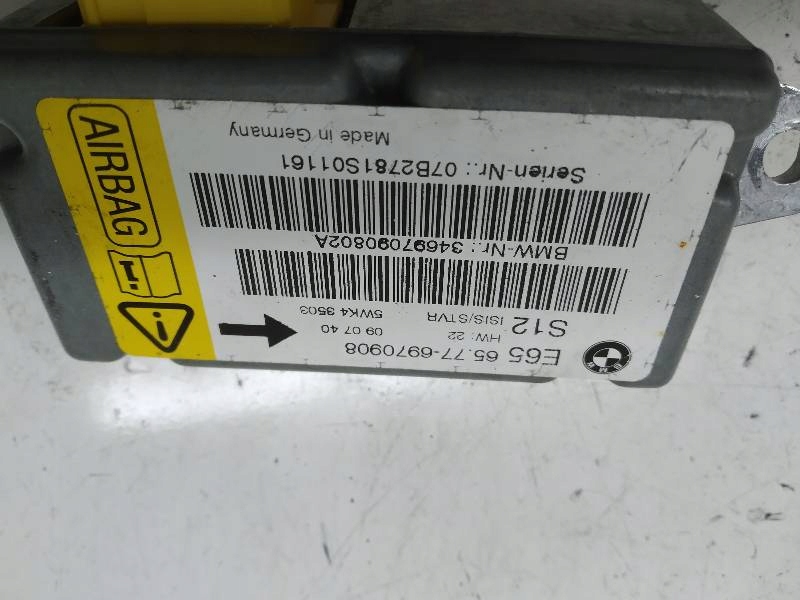 AIRBAG
BMW
E65 65.77-6970908
HW: 22
09 07 40
S12 ISIS/STVR
5WK4 3503
BMW-Nr.: 34697090802A
Serien-Nr.: 07B2781S01161
Made in Germany